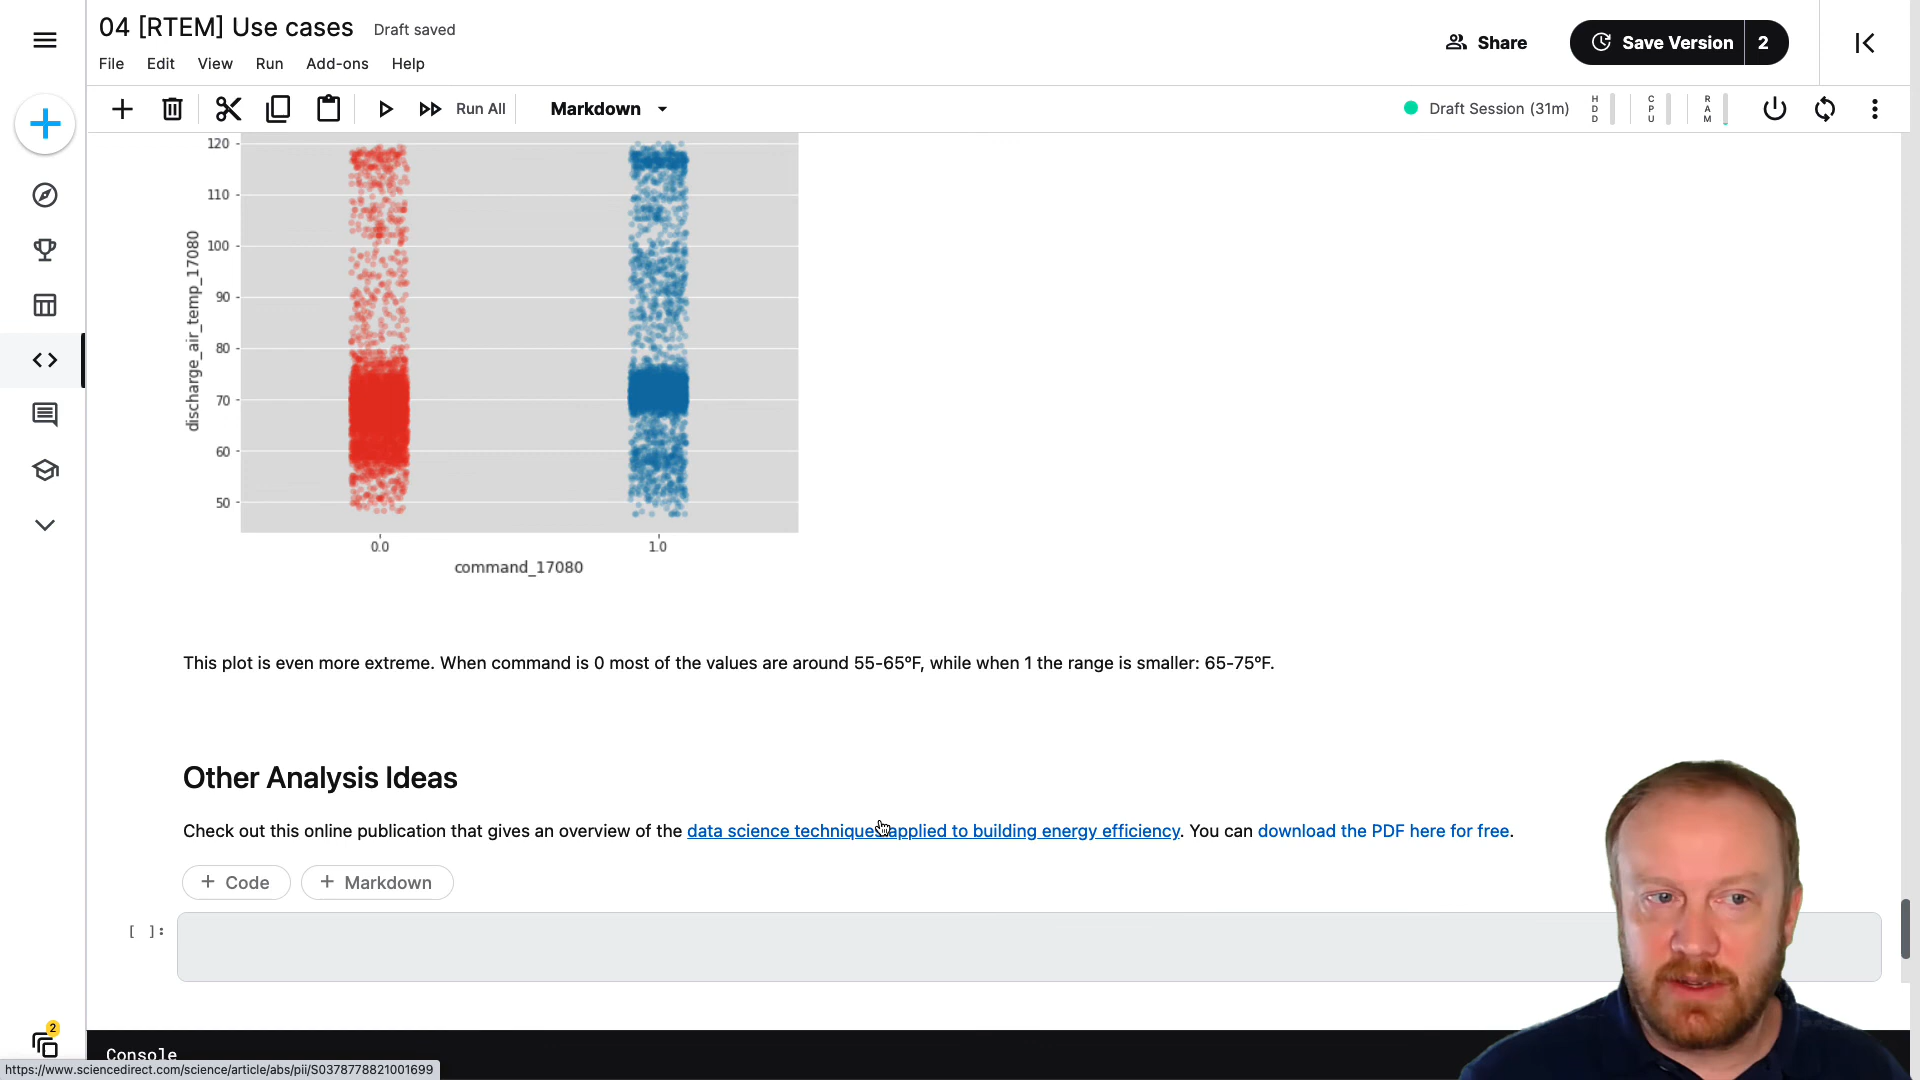 04 [RTEM] Use cases
Draft saved
Share
Save Version
2
File Edit View Run Add-ons Help
Run All
Markdown
Draft Session (31m)
HDD
CPU
RAM
120
110
100
90
80
70
60
50
discharge_air_temp_17080
0.0
1.0
command_17080
This plot is even more extreme. When command is 0 most of the values are around 55-65ºF, while when 1 the range is smaller: 65-75ºF.
Other Analysis Ideas
Check out this online publication that gives an overview of the data science techniques applied to building energy efficiency. You can download the PDF here for free.
+ Code
+ Markdown
[ ]:
2
Console
https://www.sciencedirect.com/science/article/abs/pii/S0378778821001699